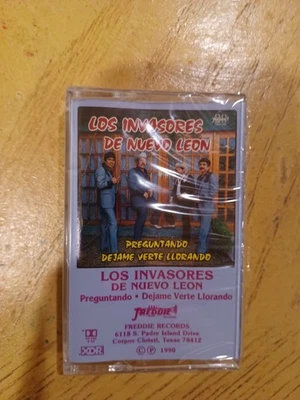 LOS INVASORES
DE NUEVO LEON
PREGUNTANDO
DEJAME VERTE LLORANDO
LOS INVASORES
DE NUEVO LEON
Preguntando • Dejame Verte Llorando
FREDDIE
FREDDIE RECORDS
6118 S. Padre Island Drive
Corpus Christi, Texas 78412
© Ⓟ 1990
XDR